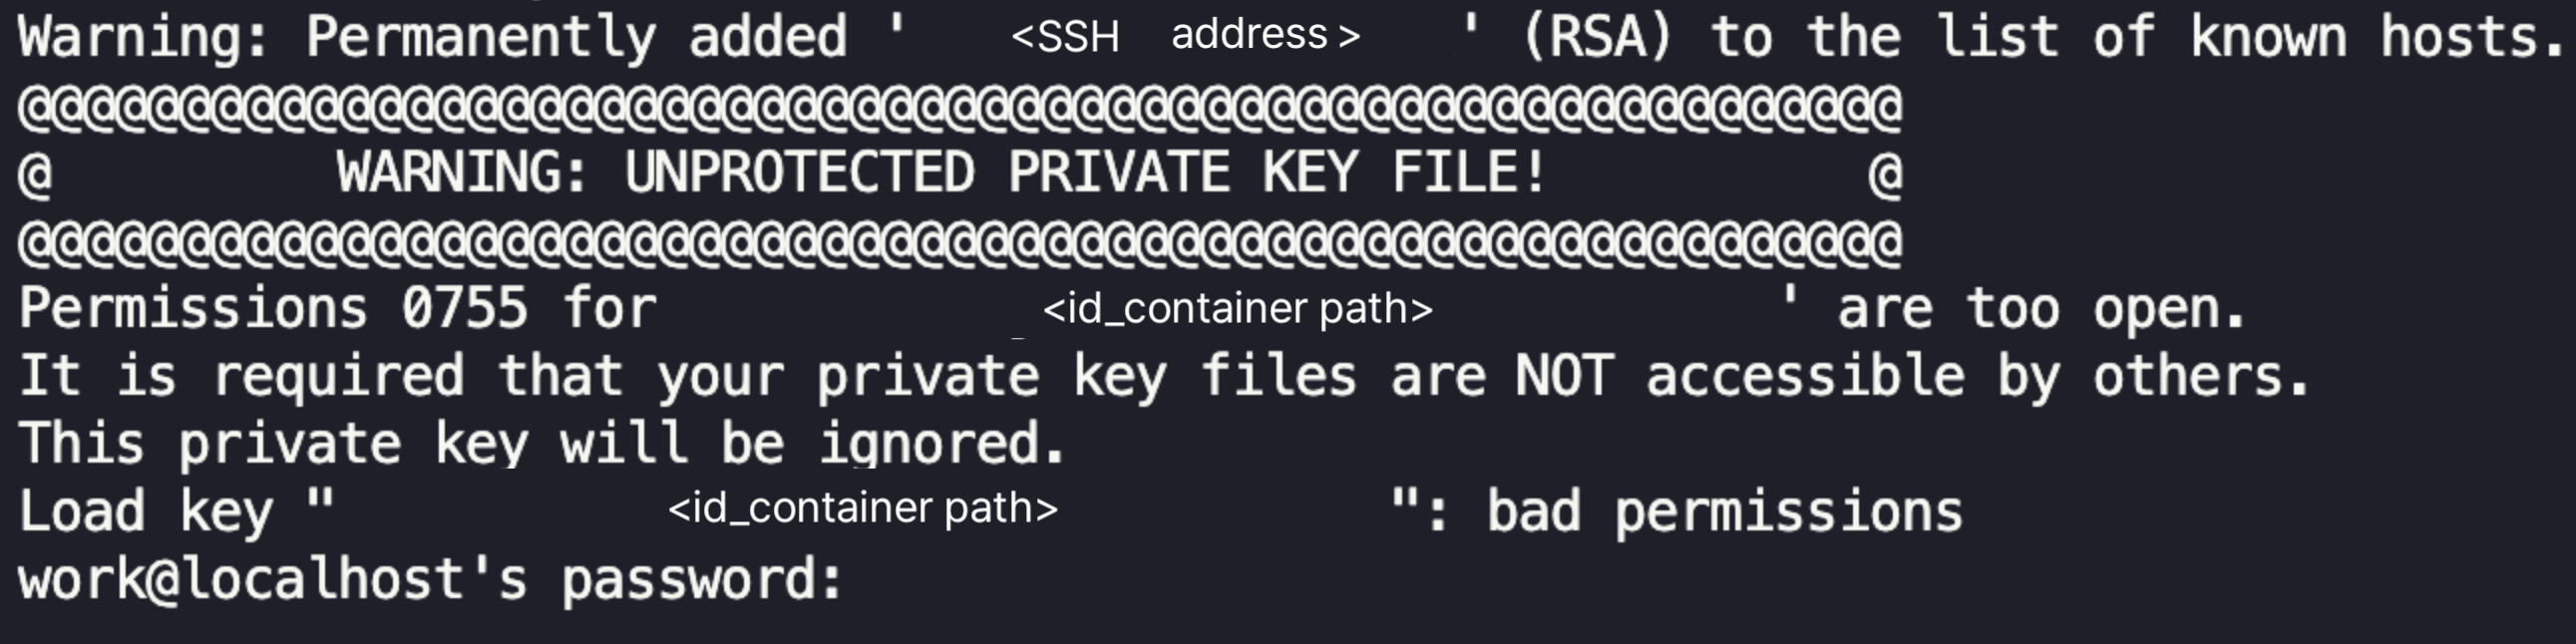 Warning: Permanently added ' <SSH address> ' (RSA) to the list of known hosts.
@@@@@@@@@@@@@@@@@@@@@@@@@@@@@@@@@@@@@@@@@@@@@@@@@@@@@@@@@@@
@         WARNING: UNPROTECTED PRIVATE KEY FILE!          @
@@@@@@@@@@@@@@@@@@@@@@@@@@@@@@@@@@@@@@@@@@@@@@@@@@@@@@@@@@@
Permissions 0755 for <id_container path> ' are too open.
It is required that your private key files are NOT accessible by others.
This private key will be ignored.
Load key " <id_container path> ": bad permissions
work@localhost's password: